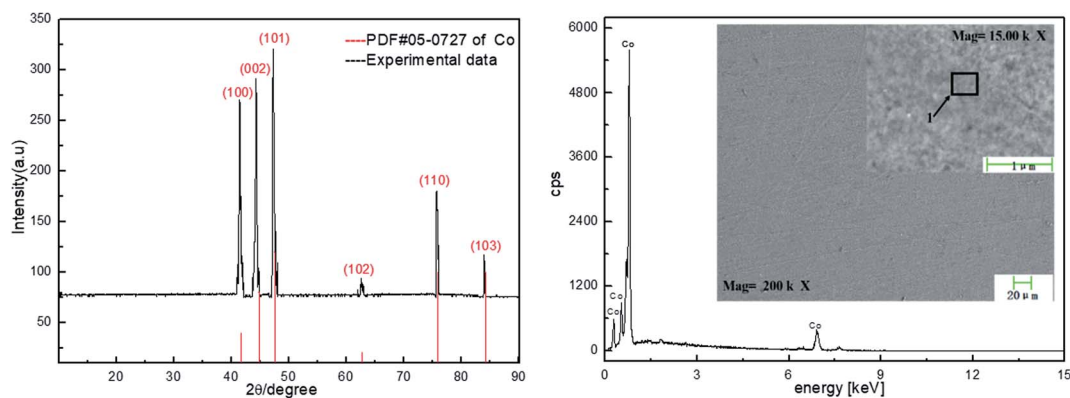 350
300
250
200
150
100
50
Intensity(a.u)
(100)
(002)
(101)
(102)
(110)
(103)
PDF#05-0727 of Co
Experimental data
20
30
40
50
60
70
80
90
2θ/degree
6000
4800
3600
2400
1200
0
cps
Co
Co
Co
Co
Mag= 15.00 k X
1
1 μm
Mag= 200 k X
20 μm
0
3
6
9
12
15
energy [keV]